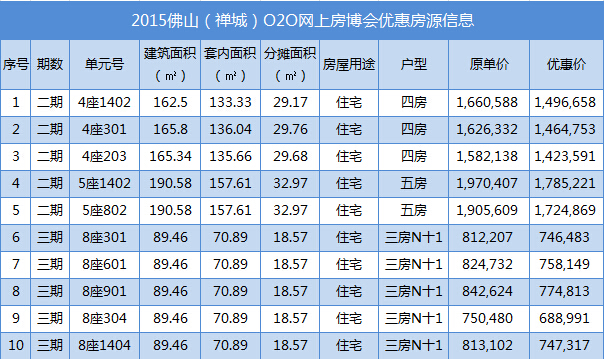 2015佛山（禅城）O2O网上房博会优惠房源信息
序号 期数 单元号 建筑面积（㎡） 套内面积（㎡） 分摊面积（㎡） 房屋用途 户型 原单价 优惠价
1 二期 4座1402 162.5 133.33 29.17 住宅 四房 1,660,588 1,496,658
2 二期 4座301 165.8 136.04 29.76 住宅 四房 1,626,332 1,464,753
3 二期 4座203 165.34 135.66 29.68 住宅 四房 1,582,138 1,423,591
4 二期 5座1402 190.58 157.61 32.97 住宅 五房 1,970,407 1,785,221
5 二期 5座802 190.58 157.61 32.97 住宅 五房 1,905,609 1,724,869
6 三期 8座301 89.46 70.89 18.57 住宅 三房N十1 812,207 746,483
7 三期 8座601 89.46 70.89 18.57 住宅 三房N十1 824,732 758,149
8 三期 8座901 89.46 70.89 18.57 住宅 三房N十1 842,624 774,813
9 三期 8座304 89.46 70.89 18.57 住宅 三房N十1 750,480 688,991
10 三期 8座1404 89.46 70.89 18.57 住宅 三房N十1 813,102 747,317